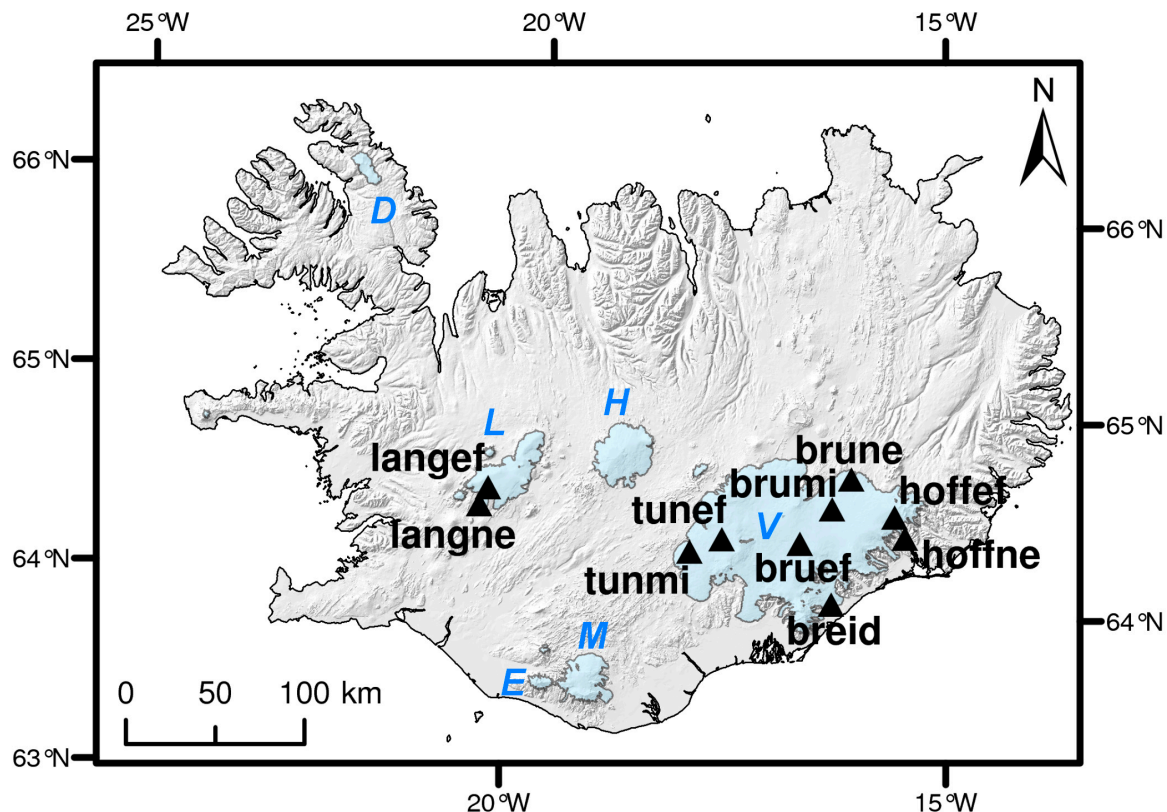 25°W 20°W 15°W
N
66°N
D
66°N
65°N
H
L
65°N
langef
brune
brumi
hoffef
tunef
V
langne
64°N
hoffne
bruef
tunmi
breid
64°N
M
E
0 50 100 km
63°N
20°W 15°W